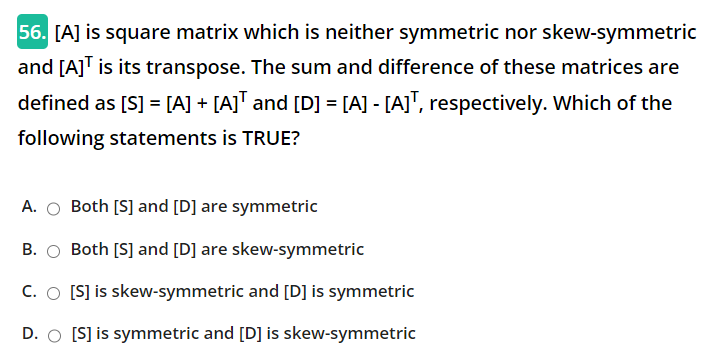 56. [A] is square matrix which is neither symmetric nor skew-symmetric
and [A]ᵀ is its transpose. The sum and difference of these matrices are
defined as [S] = [A] + [A]ᵀ and [D] = [A] - [A]ᵀ, respectively. Which of the
following statements is TRUE?
A. Both [S] and [D] are symmetric
B. Both [S] and [D] are skew-symmetric
C. [S] is skew-symmetric and [D] is symmetric
D. [S] is symmetric and [D] is skew-symmetric